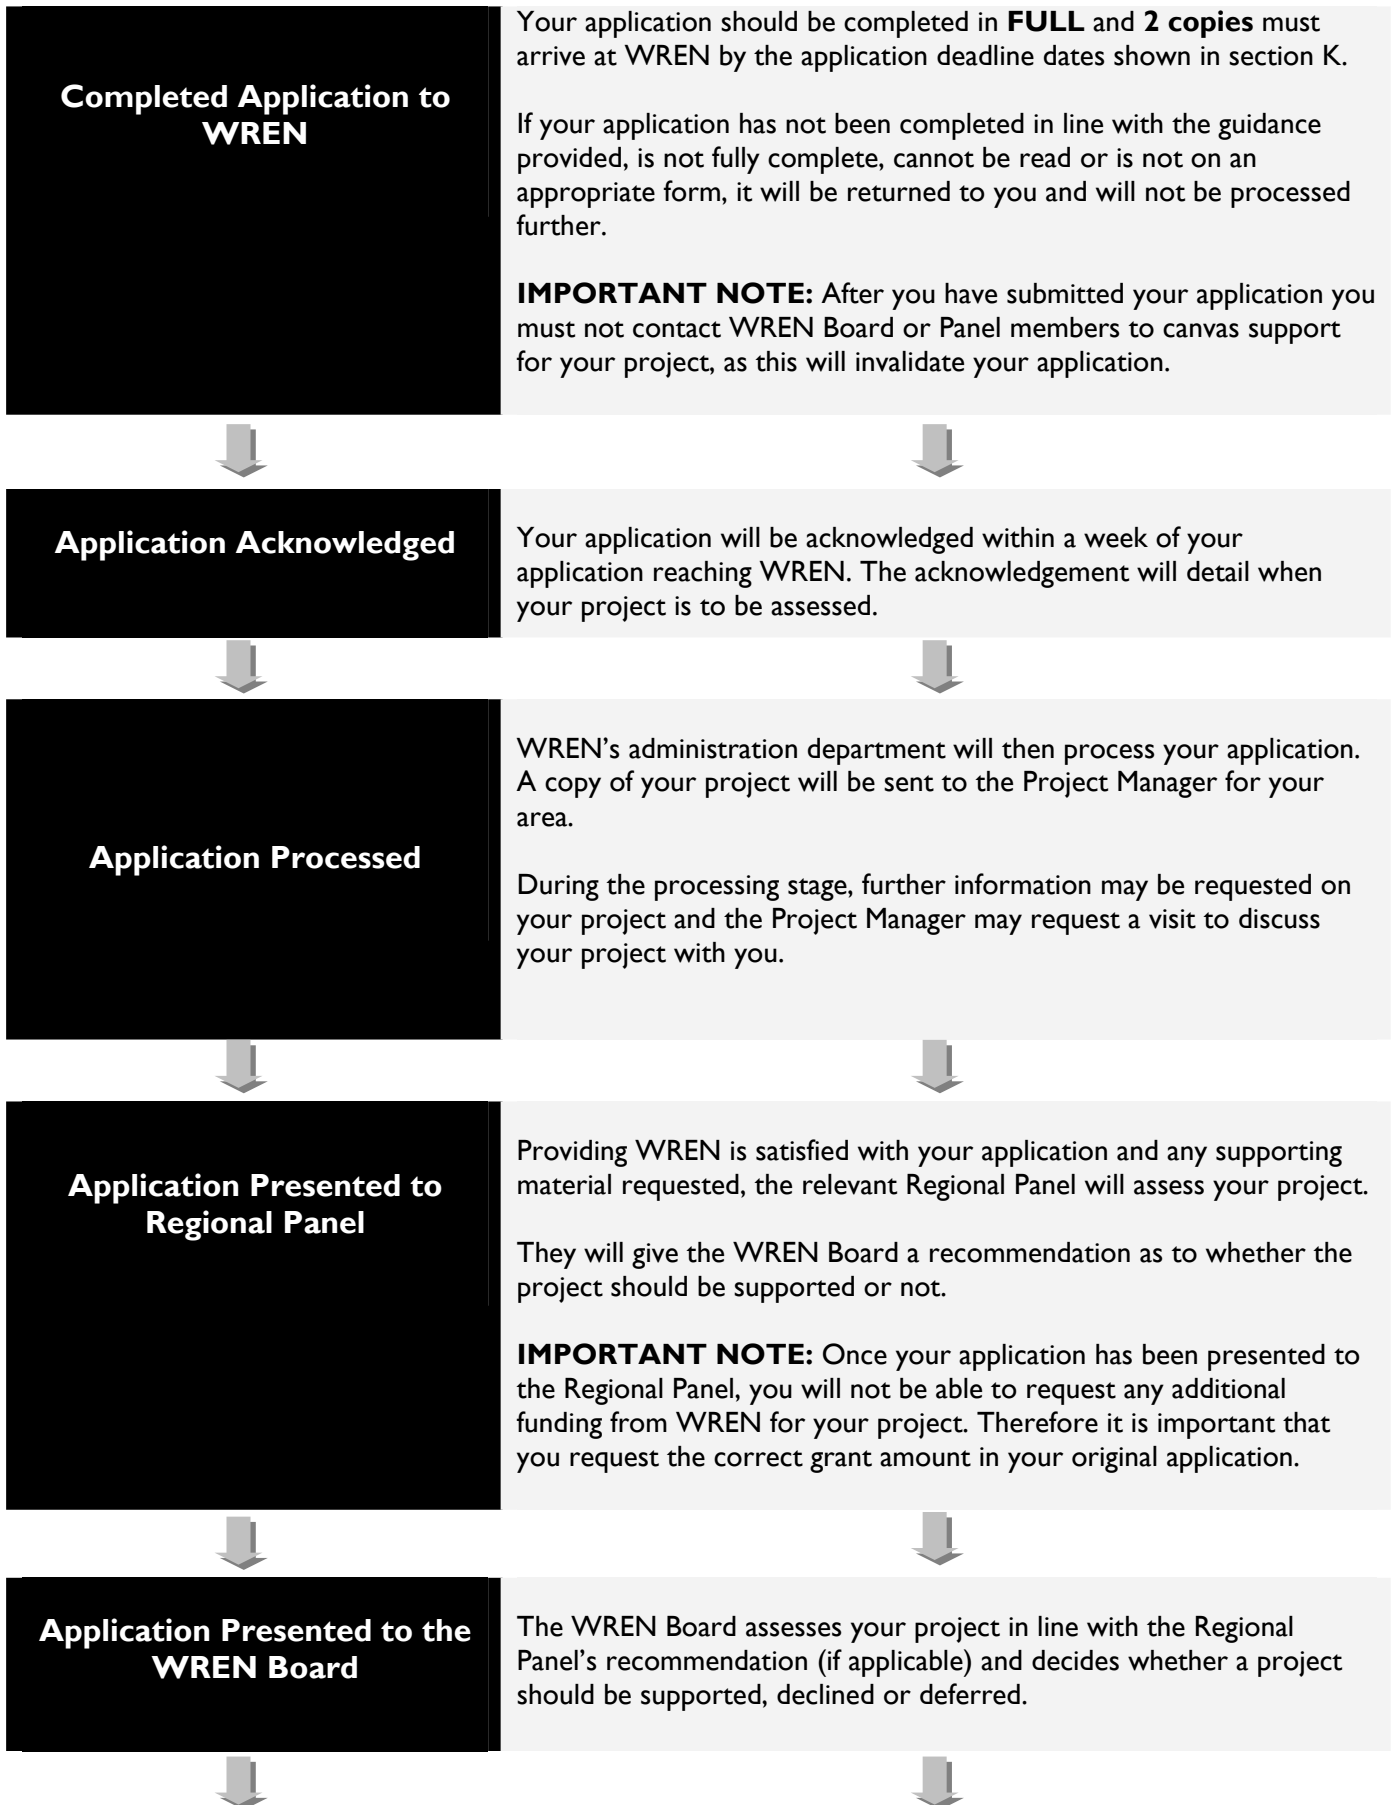 Completed Application to
WREN
Your application should be completed in FULL and 2 copies must
arrive at WREN by the application deadline dates shown in section K.
If your application has not been completed in line with the guidance
provided, is not fully complete, cannot be read or is not on an
appropriate form, it will be returned to you and will not be processed
further.
IMPORTANT NOTE: After you have submitted your application you
must not contact WREN Board or Panel members to canvas support
for your project, as this will invalidate your application.
Application Acknowledged
Your application will be acknowledged within a week of your
application reaching WREN. The acknowledgement will detail when
your project is to be assessed.
Application Processed
WREN’s administration department will then process your application.
A copy of your project will be sent to the Project Manager for your
area.
During the processing stage, further information may be requested on
your project and the Project Manager may request a visit to discuss
your project with you.
Application Presented to
Regional Panel
Providing WREN is satisfied with your application and any supporting
material requested, the relevant Regional Panel will assess your project.
They will give the WREN Board a recommendation as to whether the
project should be supported or not.
IMPORTANT NOTE: Once your application has been presented to
the Regional Panel, you will not be able to request any additional
funding from WREN for your project. Therefore it is important that
you request the correct grant amount in your original application.
Application Presented to the
WREN Board
The WREN Board assesses your project in line with the Regional
Panel’s recommendation (if applicable) and decides whether a project
should be supported, declined or deferred.